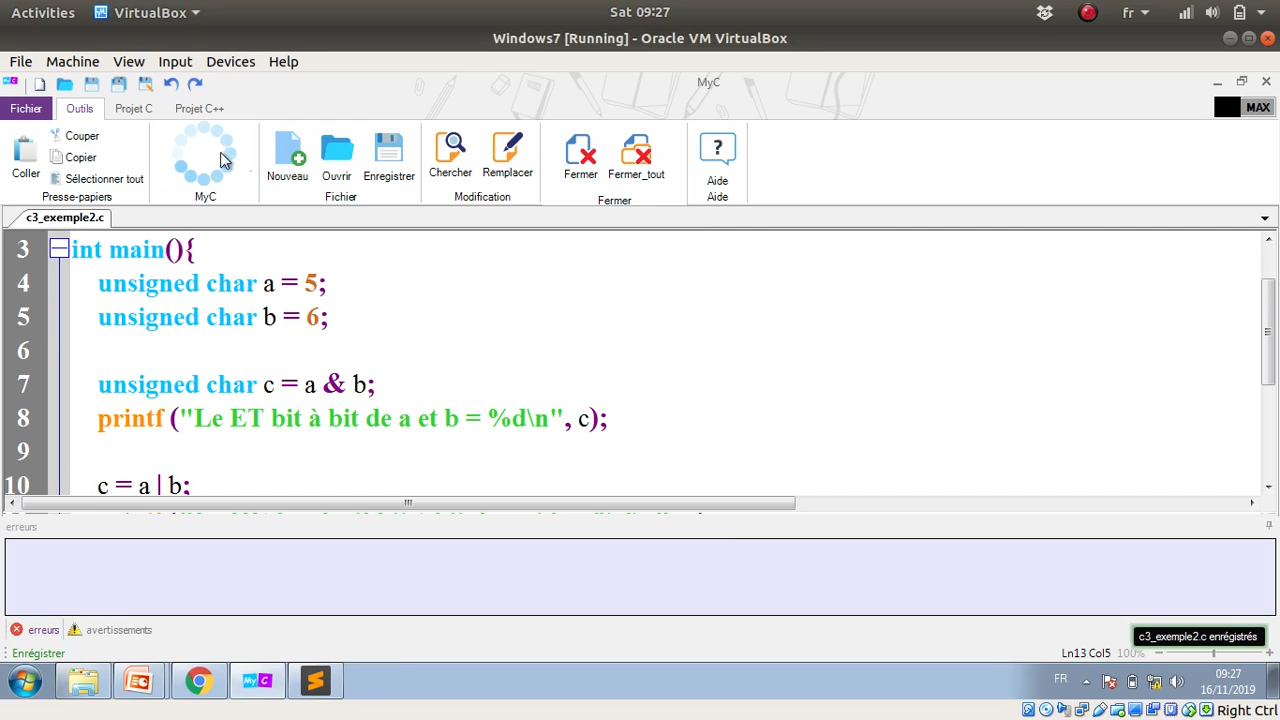 Activities VirtualBox Sat 09:27 fr
Windows7 [Running] - Oracle VM VirtualBox
File Machine View Input Devices Help
MyC
Fichier Outils Projet C Projet C++ MAX
Coller Couper
Copier
Sélectionner tout
Presse-papiers
MyC
Nouveau Ouvrir Enregistrer
Fichier
Chercher Remplacer
Modification
Fermer Fermer_tout
Fermer
?
Aide
Aide
c3_exemple2.c
3 int main(){
4 unsigned char a = 5;
5 unsigned char b = 6;
6
7 unsigned char c = a & b;
8 printf ("Le ET bit à bit de a et b = %d\n", c);
9
10 c = a | b;
erreurs
erreurs avertissements
c3_exemple2.c enrégistrés
Enrégistrer Ln13 Col5 100%
FR 09:27
16/11/2019
Right Ctrl